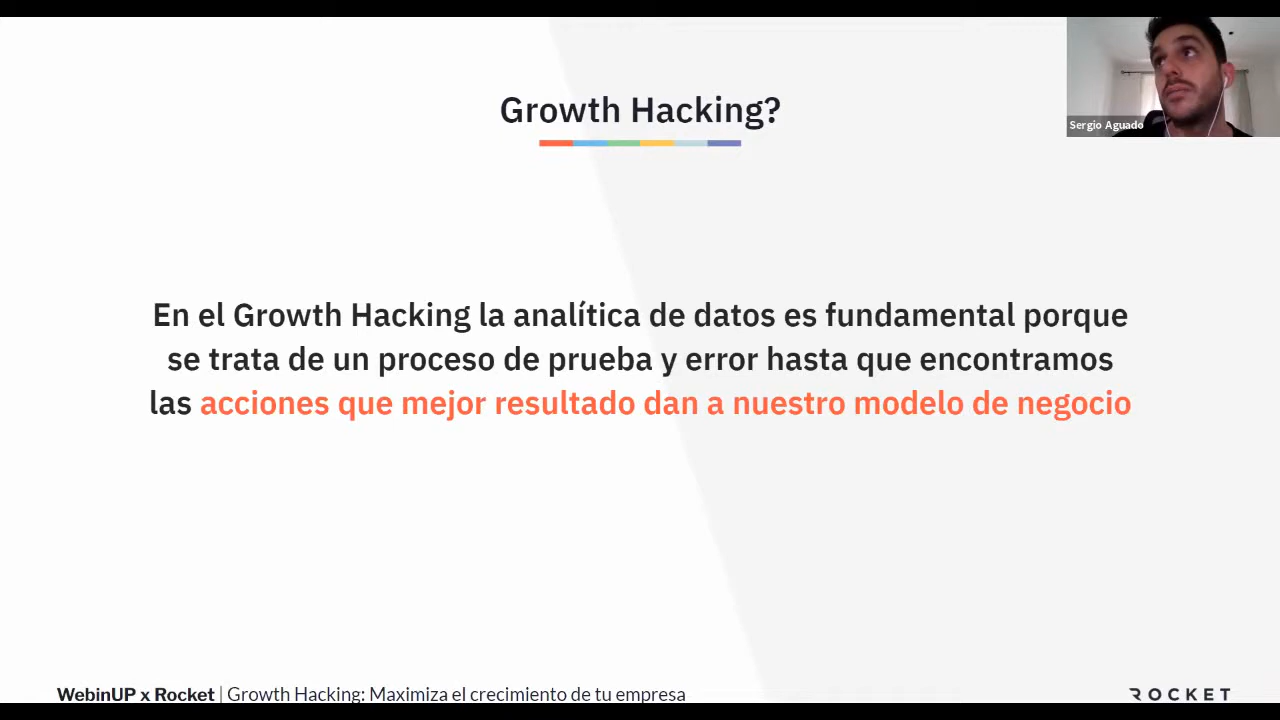 Growth Hacking?
Sergio Aguado
En el Growth Hacking la analítica de datos es fundamental porque
se trata de un proceso de prueba y error hasta que encontramos
las acciones que mejor resultado dan a nuestro modelo de negocio
WebinUP x Rocket | Growth Hacking: Maximiza el crecimiento de tu empresa
ROCKET